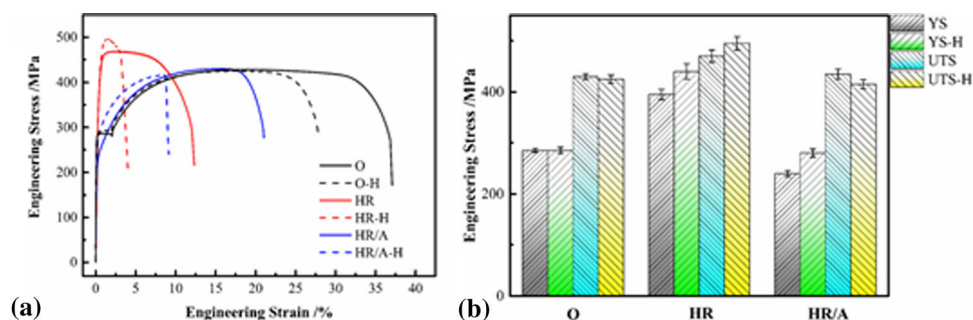 500
400
300
200
100
0
Engineering Stress /MPa
O
O-H
HR
HR-H
HR/A
HR/A-H
0 5 10 15 20 25 30 35 40
Engineering Strain /%
(a)
YS
YS-H
UTS
UTS-H
400
200
0
Engineering Stress /MPa
O HR HR/A
(b)